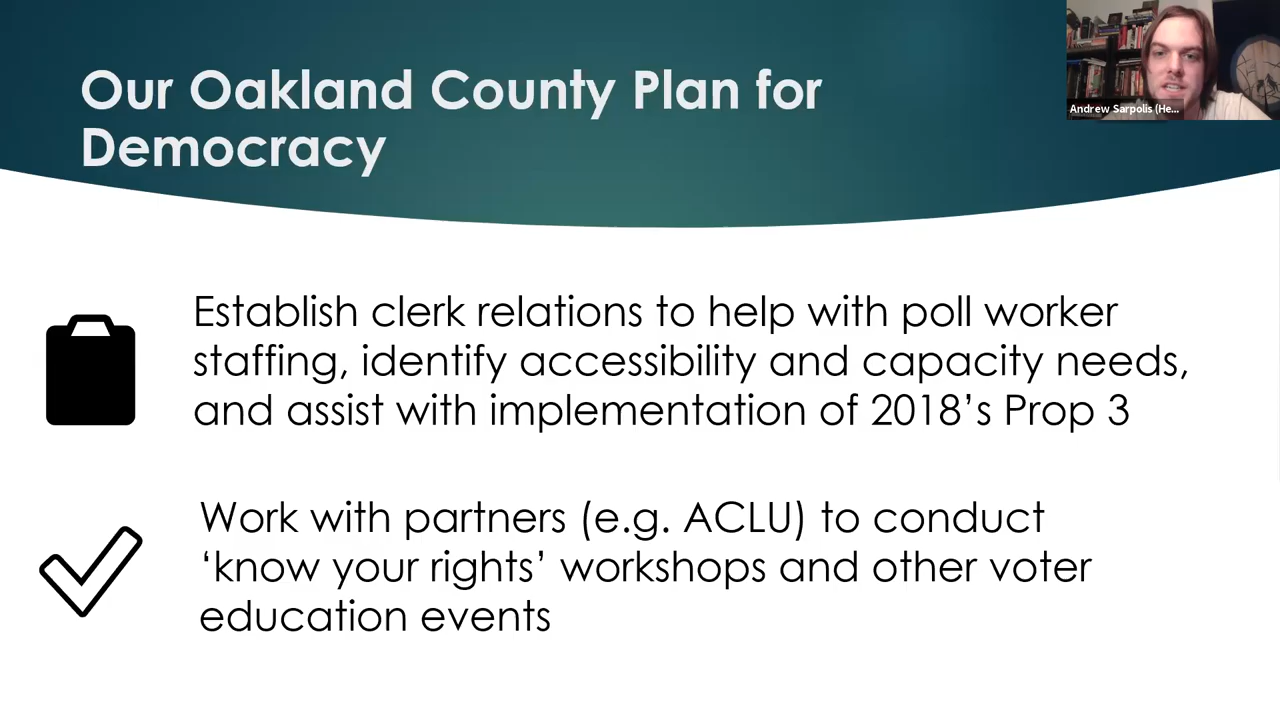 Our Oakland County Plan for
Democracy
Andrew Sarpolis (He...
Establish clerk relations to help with poll worker
staffing, identify accessibility and capacity needs,
and assist with implementation of 2018’s Prop 3
Work with partners (e.g. ACLU) to conduct
‘know your rights’ workshops and other voter
education events